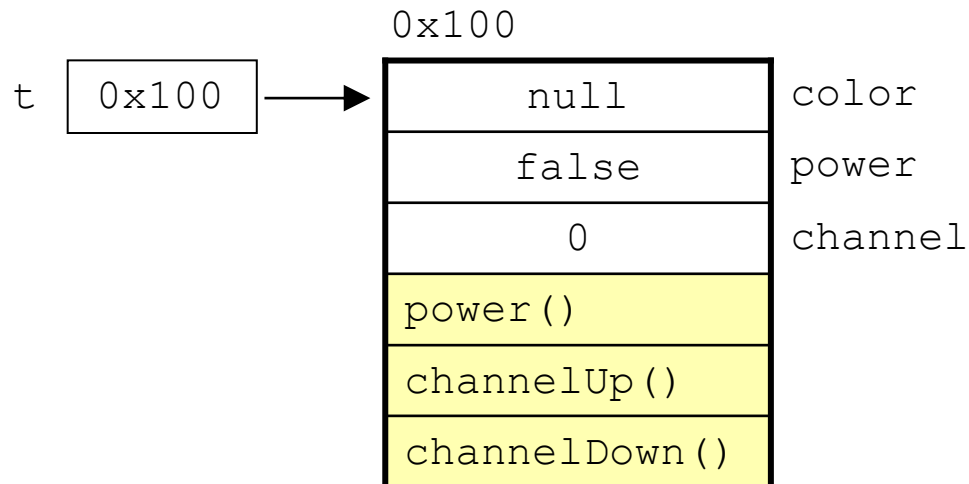 0x100
t 0x100 null color
false power
0 channel
power()
channelUp()
channelDown()